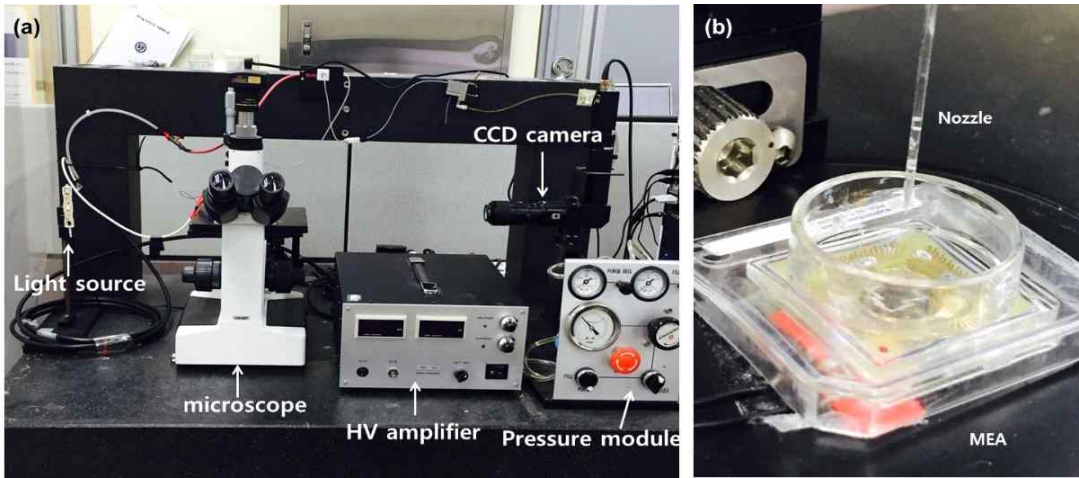 (a)
CCD camera
Light source
microscope
HV amplifier
Pressure module
(b)
Nozzle
MEA